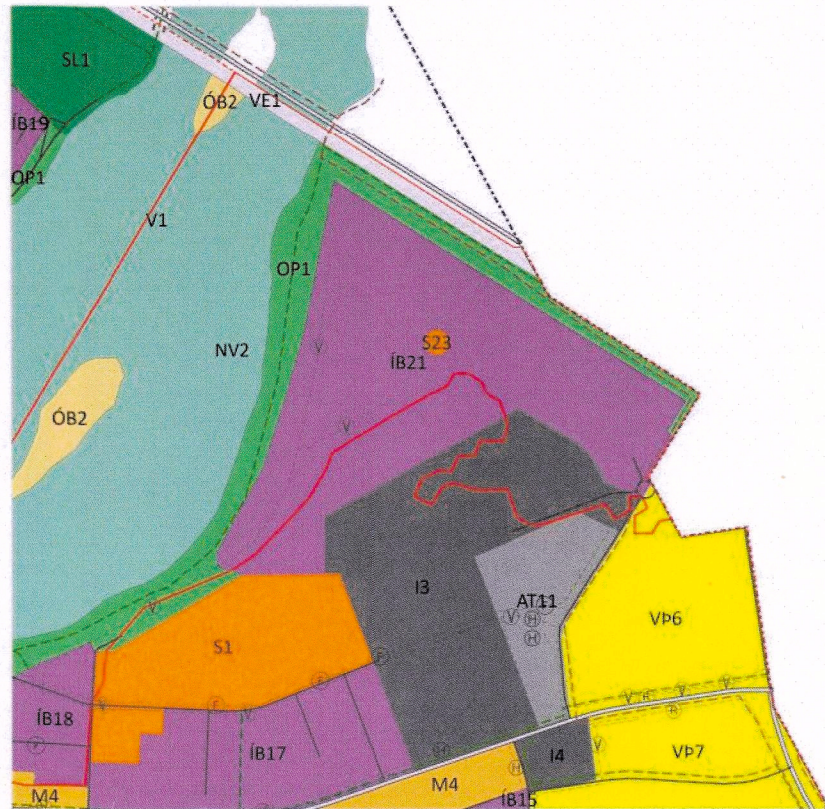 SL1
ÓB2
VE1
ÍB19
OP1
V1
OP1
NV2
V
S23
ÍB21
ÓB2
V
I3
AT11
V
H
H
V
S1
VÞ6
F
F
F
V
V
V
V
R
V
V
R
ÍB18
F
ÍB17
H
I4
V
VÞ7
M4
H
M4
ÍB15